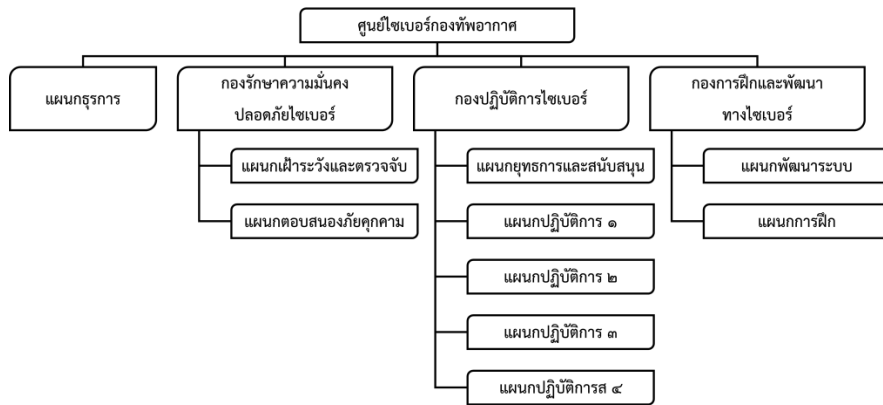 ศูนย์ไซเบอร์กองทัพอากาศ
แผนกธุรการ
กองรักษาความมั่นคง
ปลอดภัยไซเบอร์
กองปฏิบัติการไซเบอร์
กองการฝึกและพัฒนา
ทางไซเบอร์
แผนกเฝ้าระวังและตรวจจับ
แผนกตอบสนองภัยคุกคาม
แผนกยุทธการและสนับสนุน
แผนกปฏิบัติการ ๑
แผนกปฏิบัติการ ๒
แผนกปฏิบัติการ ๓
แผนกปฏิบัติการส ๔
แผนกพัฒนาระบบ
แผนกการฝึก